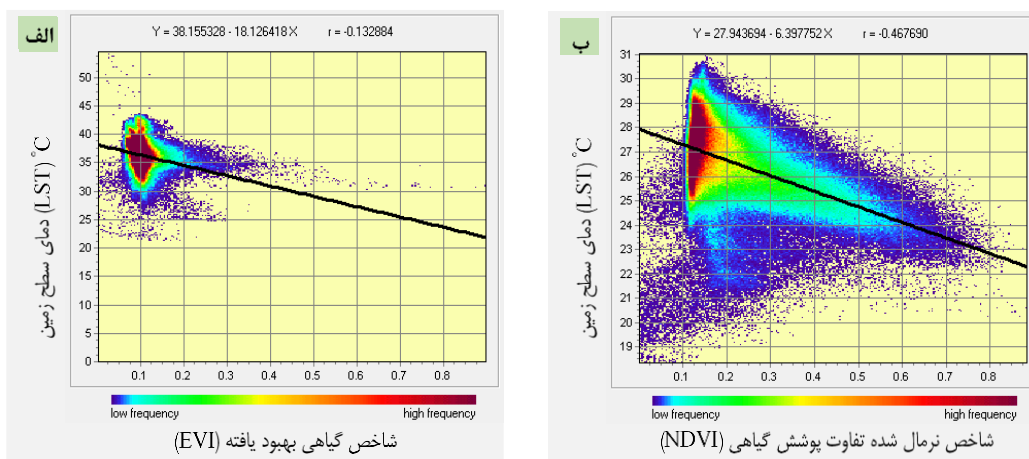 الف
Y = 38.155328 - 18.126418 X r = -0.132884
دمای سطح زمین (LST) °C
50
45
40
35
30
25
20
15
10
5
0
0.1 0.2 0.3 0.4 0.5 0.6 0.7 0.8
low frequency high frequency
شاخص گیاهی بهبود یافته (EVI)
ب
Y = 27.943694 - 6.397752 X r = -0.467690
دمای سطح زمین (LST) °C
31
30
29
28
27
26
25
24
23
22
21
20
19
0.1 0.2 0.3 0.4 0.5 0.6 0.7 0.8
low frequency high frequency
شاخص نرمال شده تفاوت پوشش گیاهی (NDVI)